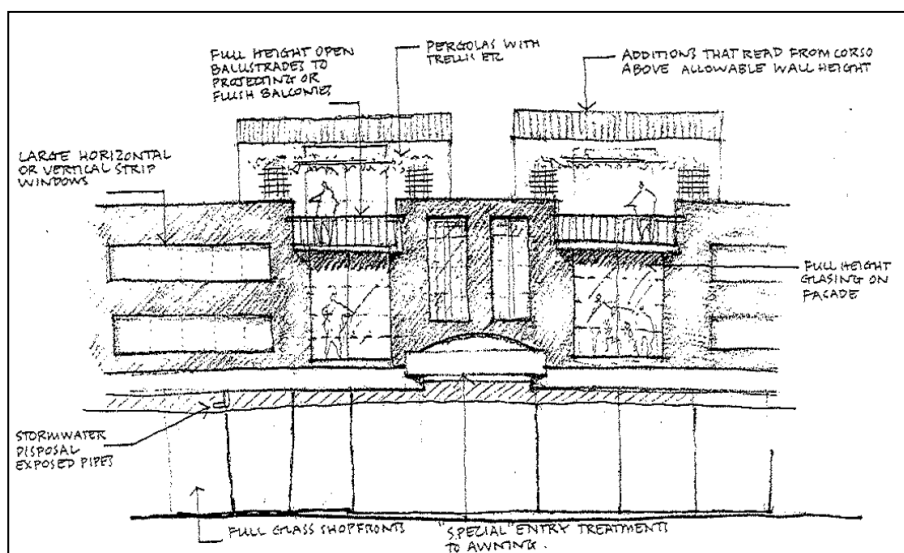 FULL HEIGHT OPEN
BALLUSTRADES TO
PROJECTING OR
FLUSH BALCONIES
PERGOLAS WITH
TRELLIS ETC
ADDITIONS THAT READ FROM CORSO
ABOVE ALLOWABLE WALL HEIGHT
LARGE HORIZONTAL
OR VERTICAL STRIP
WINDOWS
FULL HEIGHT
GLASING ON
FACADE
STORMWATER
DISPOSAL
EXPOSED PIPES
FULL GLASS SHOPFRONTS
"SPECIAL" ENTRY TREATMENTS
TO AWNING.